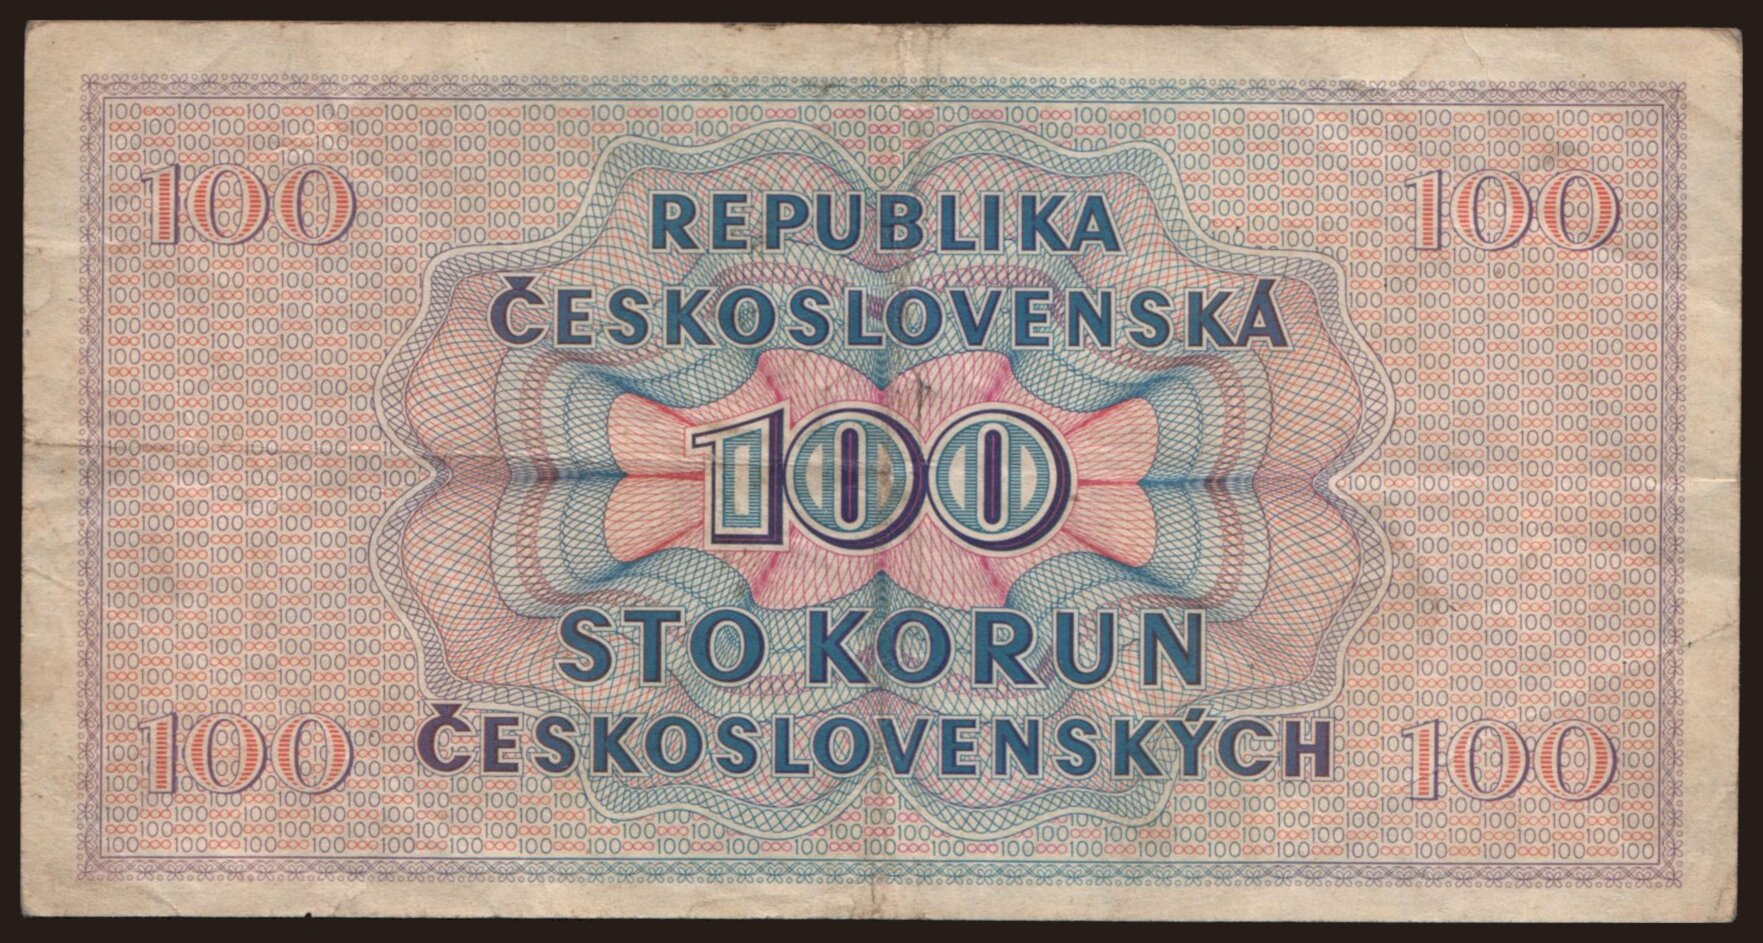 100 100
REPUBLIKA
ČESKOSLOVENSKÁ
100
STO KORUN
ČESKOSLOVENSKÝCH
100 100